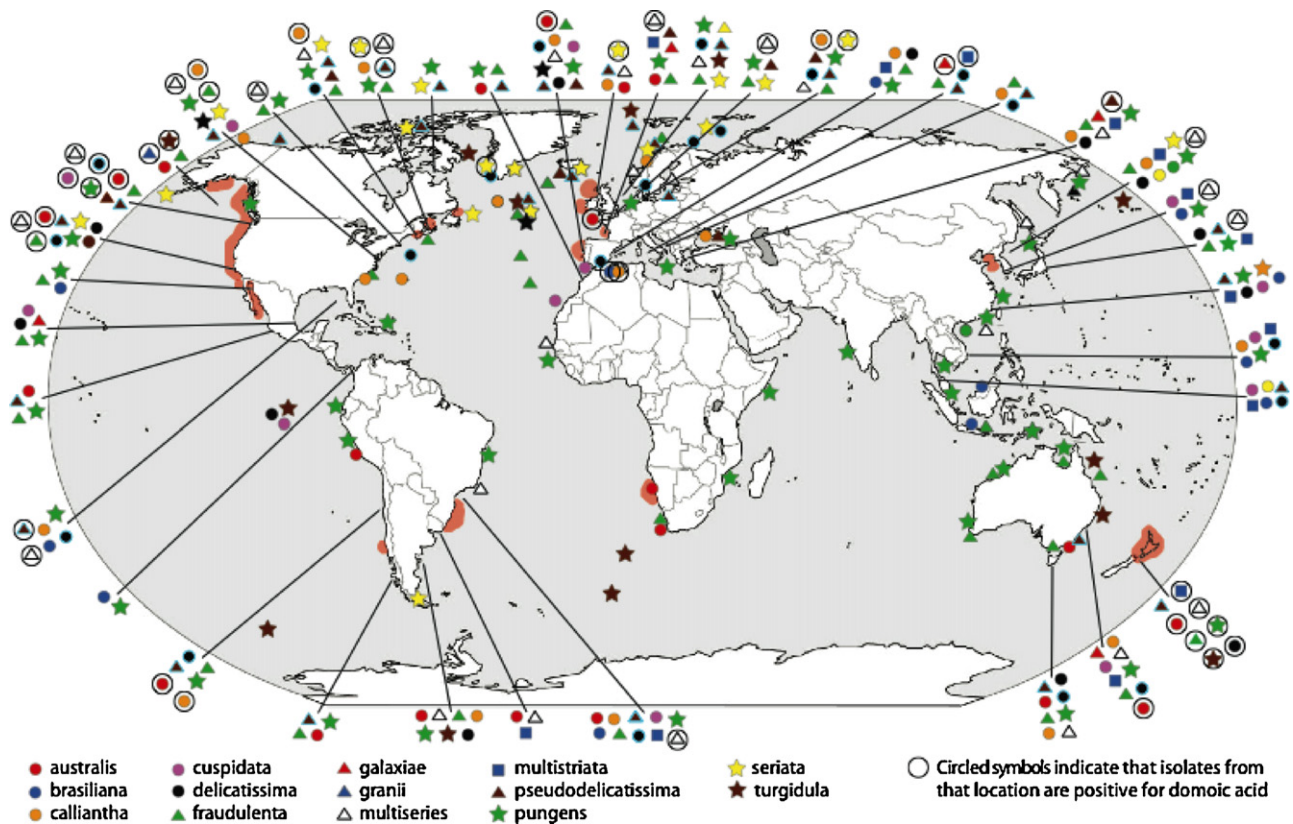 australis
cuspidata
galaxiae
multistriata
seriata
Circled symbols indicate that isolates from
brasiliana
delicatissima
granii
pseudodelicatissima
turgidula
that location are positive for domoic acid
calliantha
fraudulenta
multiseries
pungens